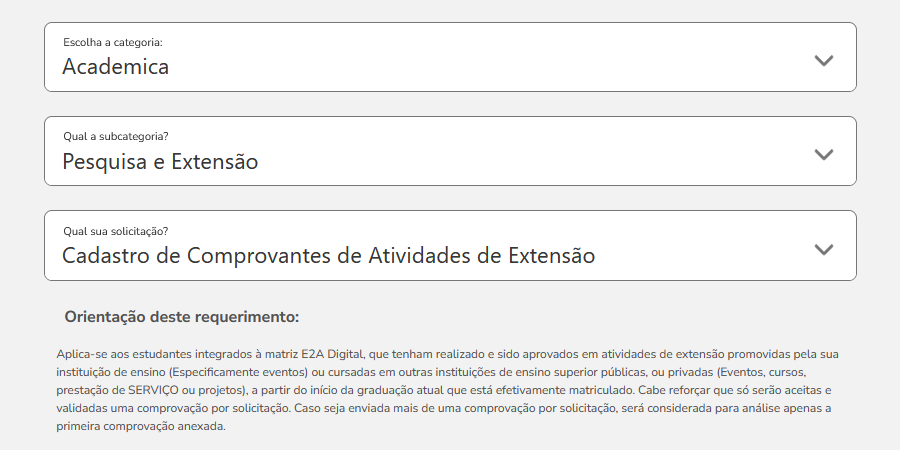 Escolha a categoria:
Academica
Qual a subcategoria?
Pesquisa e Extensão
Qual sua solicitação?
Cadastro de Comprovantes de Atividades de Extensão
Orientação deste requerimento:
Aplica-se aos estudantes integrados à matriz E2A Digital, que tenham realizado e sido aprovados em atividades de extensão promovidas pela sua
instituição de ensino (Especificamente eventos) ou cursadas em outras instituições de ensino superior públicas, ou privadas (Eventos, cursos,
prestação de SERVIÇO ou projetos), a partir do início da graduação atual que está efetivamente matriculado. Cabe reforçar que só serão aceitas e
validadas uma comprovação por solicitação. Caso seja enviada mais de uma comprovação por solicitação, será considerada para análise apenas a
primeira comprovação anexada.